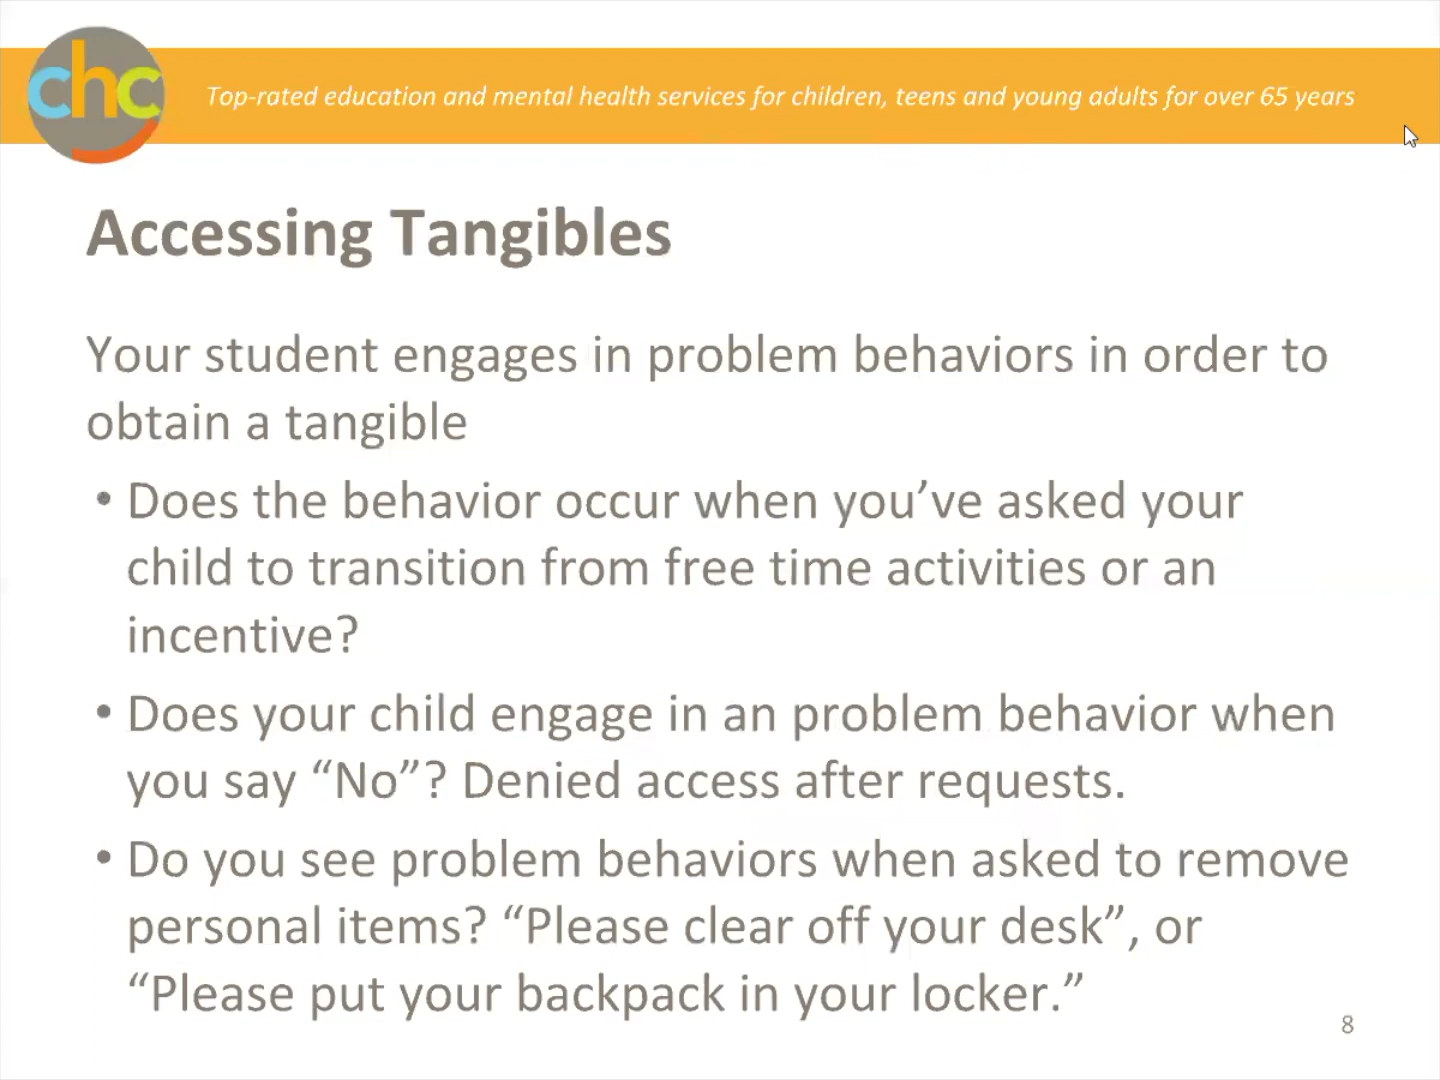 chc
Top-rated education and mental health services for children, teens and young adults for over 65 years
Accessing Tangibles
Your student engages in problem behaviors in order to
obtain a tangible
• Does the behavior occur when you’ve asked your
child to transition from free time activities or an
incentive?
• Does your child engage in an problem behavior when
you say “No”? Denied access after requests.
• Do you see problem behaviors when asked to remove
personal items? “Please clear off your desk”, or
“Please put your backpack in your locker.”
8